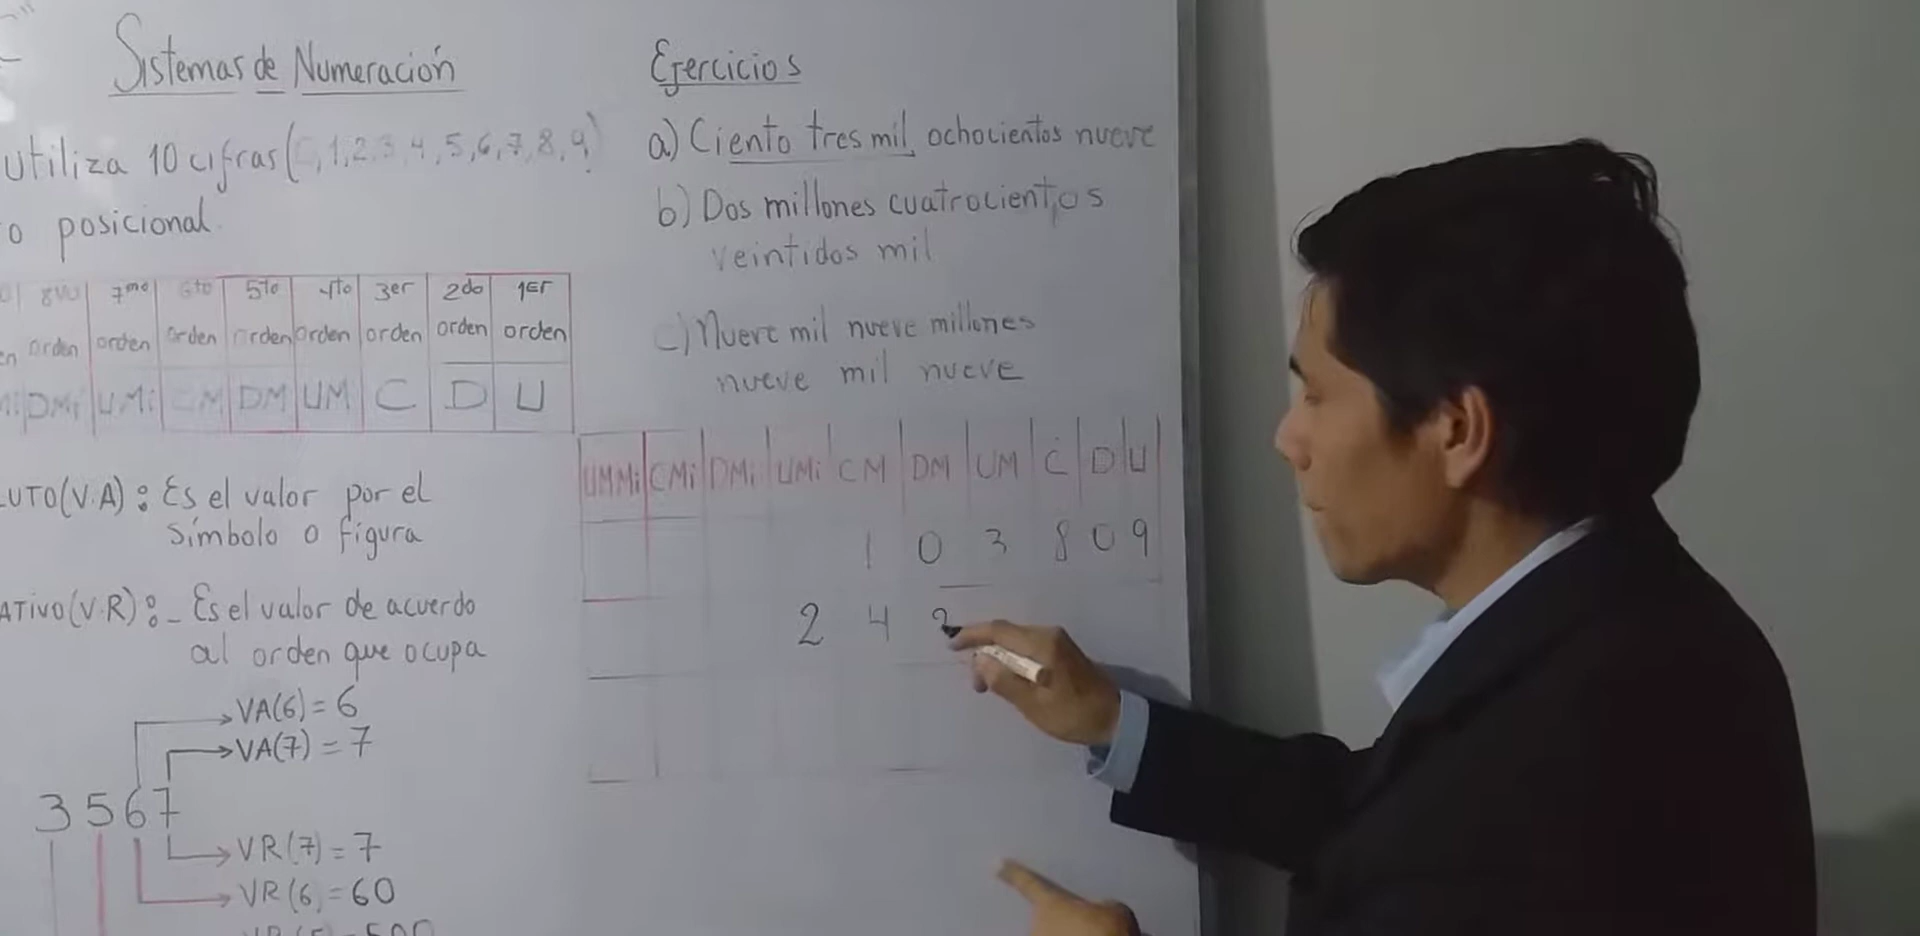 Sistemas de Numeración
utiliza 10 cifras (0,1,2,3,4,5,6,7,8,9)
o posicional.
8vo 7mo 6to 5to 4to 3er 2do 1Er
orden orden orden orden orden orden orden orden
DMi UMi CM DM UM C D U
LUTO(V.A): Es el valor por el
símbolo o figura
ATIVO(V.R):- Es el valor de acuerdo
al orden que ocupa
VA(6)=6
VA(7)=7
3567
VR(7)=7
VR(6)=60
Ejercicios
a) Ciento tres mil ochocientos nueve
b) Dos millones cuatrocientos
veintidos mil
c) Nueve mil nueve millones
nueve mil nueve
UMMi CMi DMi UMi CM DM UM C D U
1 0 3 8 0 9
2 4 2